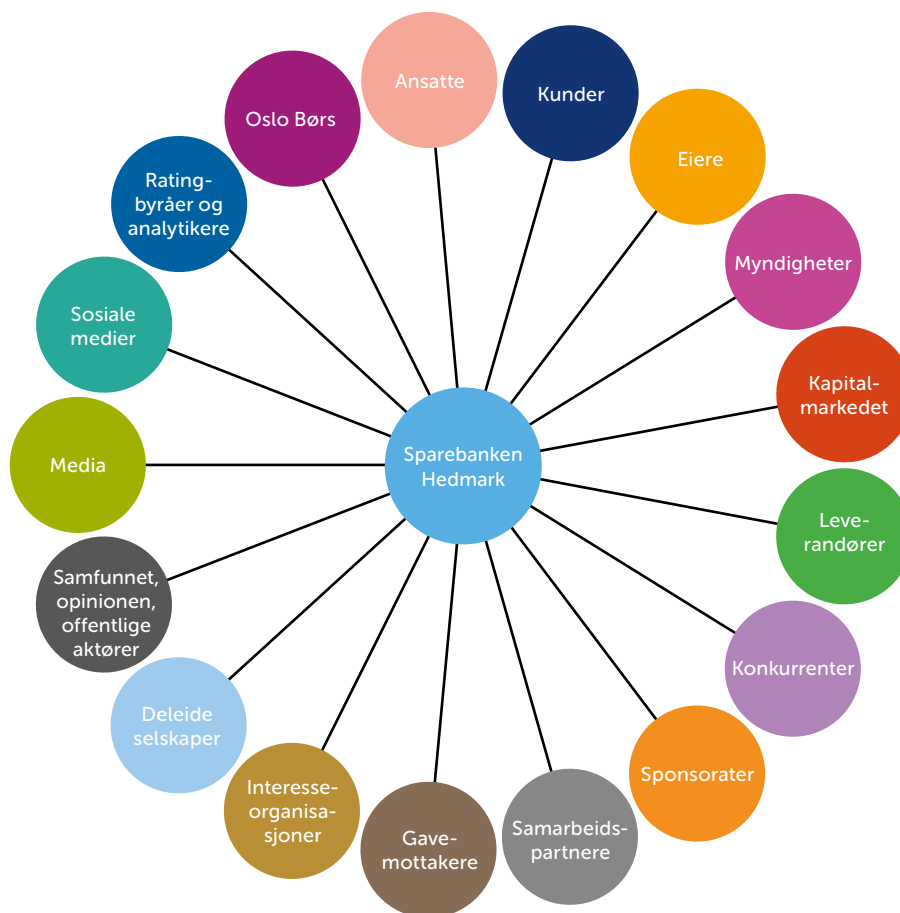 Ansatte
Kunder
Eiere
Myndigheter
Kapital-
markedet
Leve-
randører
Konkurrenter
Sponsorater
Samarbeids-
partnere
Gave-
mottakere
Interesse-
organisa-
sjoner
Deleide
selskaper
Samfunnet,
opinionen,
offentlige
aktører
Media
Sosiale
medier
Rating-
byråer og
analytikere
Oslo Børs
Sparebanken
Hedmark